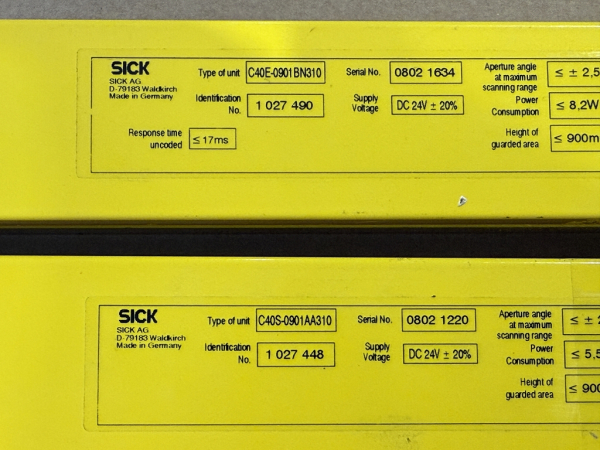 SICK
SICK AG
D-79183 Waldkirch
Made in Germany
Type of unit C40E-0901BN310
Serial No. 0802 1634
Aperture angle
at maximum
scanning range
≤ ± 2,5
Identification
No.
1 027 490
Supply
Voltage
DC 24V ± 20%
Power
Consumption
≤ 8,2W
Response time
uncoded
≤ 17ms
Height of
guarded area
≤ 900m
SICK
SICK AG
D-79183 Waldkirch
Made in Germany
Type of unit C40S-0901AA310
Serial No. 0802 1220
Aperture angle
at maximum
scanning range
≤ ±
Identification
No.
1 027 448
Supply
Voltage
DC 24V ± 20%
Power
Consumption
≤ 5,5
Height of
guarded area
≤ 900